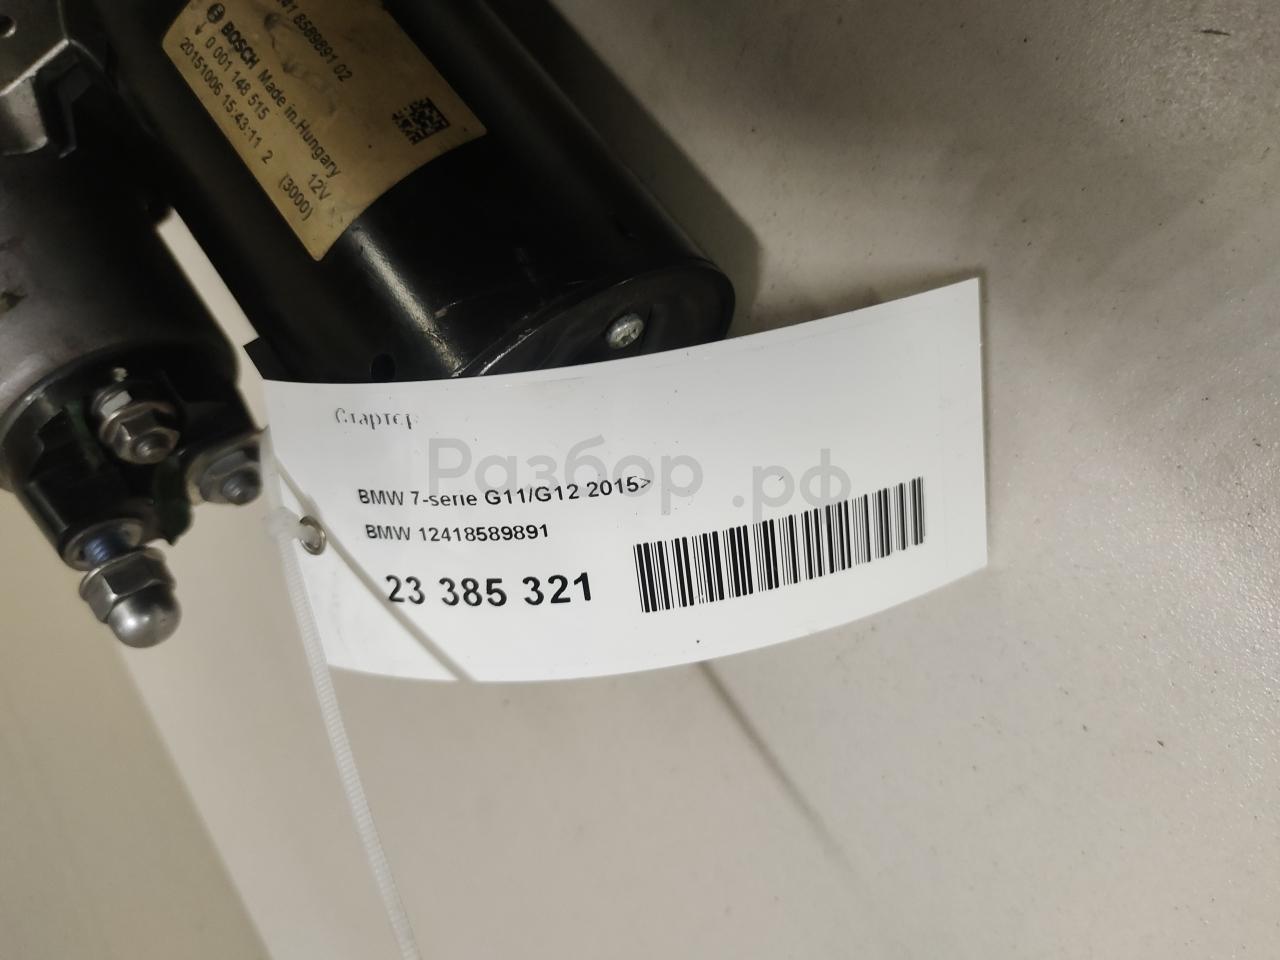 41 8589891 02
BOSCH Made in Hungary
0 001 148 515 12V
20151006 15:43:11 2 (3000)
Стартер
Разбор.рф
BMW 7-serie G11/G12 2015>
BMW 12418589891
23 385 321